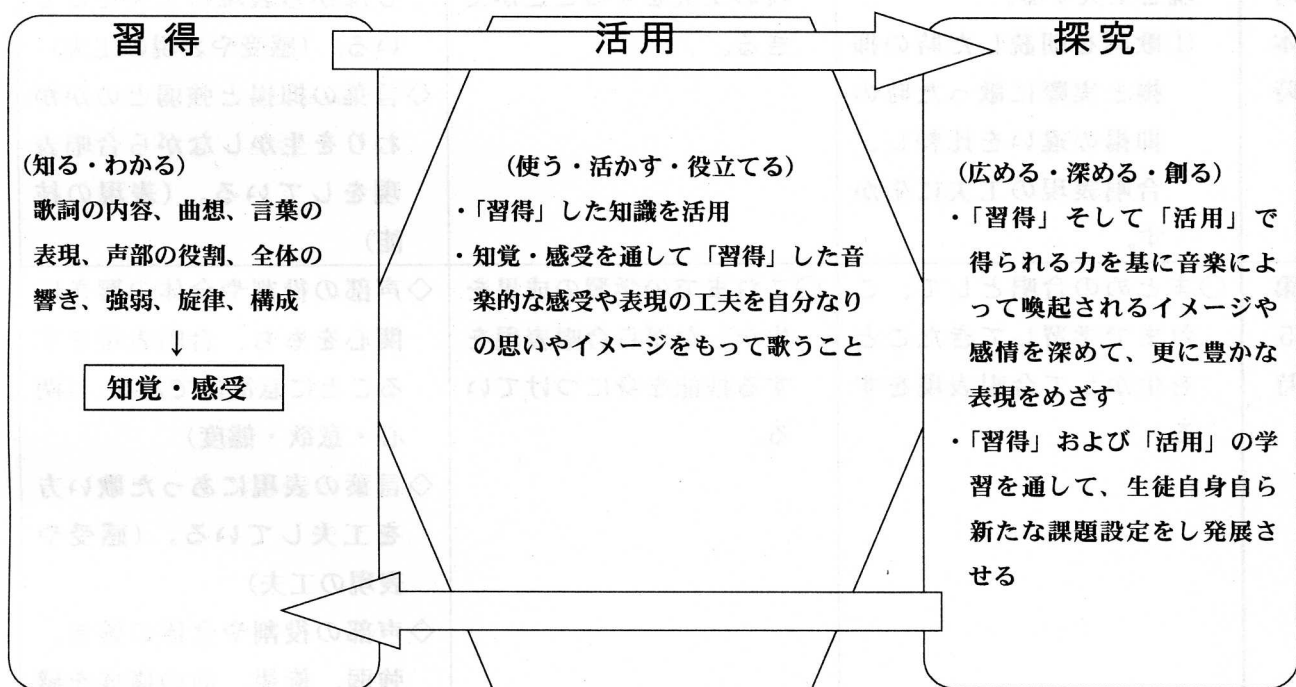 習得
(知る・わかる)
歌詞の内容、曲想、言葉の
表現、声部の役割、全体の
響き、強弱、旋律、構成
↓
知覚・感受
活用
(使う・活かす・役立てる)
・「習得」した知識を活用
・知覚・感受を通して「習得」した音
楽的な感受や表現の工夫を自分なり
の思いやイメージをもって歌うこと
探究
(広める・深める・創る)
・「習得」そして「活用」で
得られる力を基に音楽によ
って喚起されるイメージや
感情を深めて、更に豊かな
表現をめざす
・「習得」および「活用」の学
習を通して、生徒自身自ら
新たな課題設定をし発展さ
せる